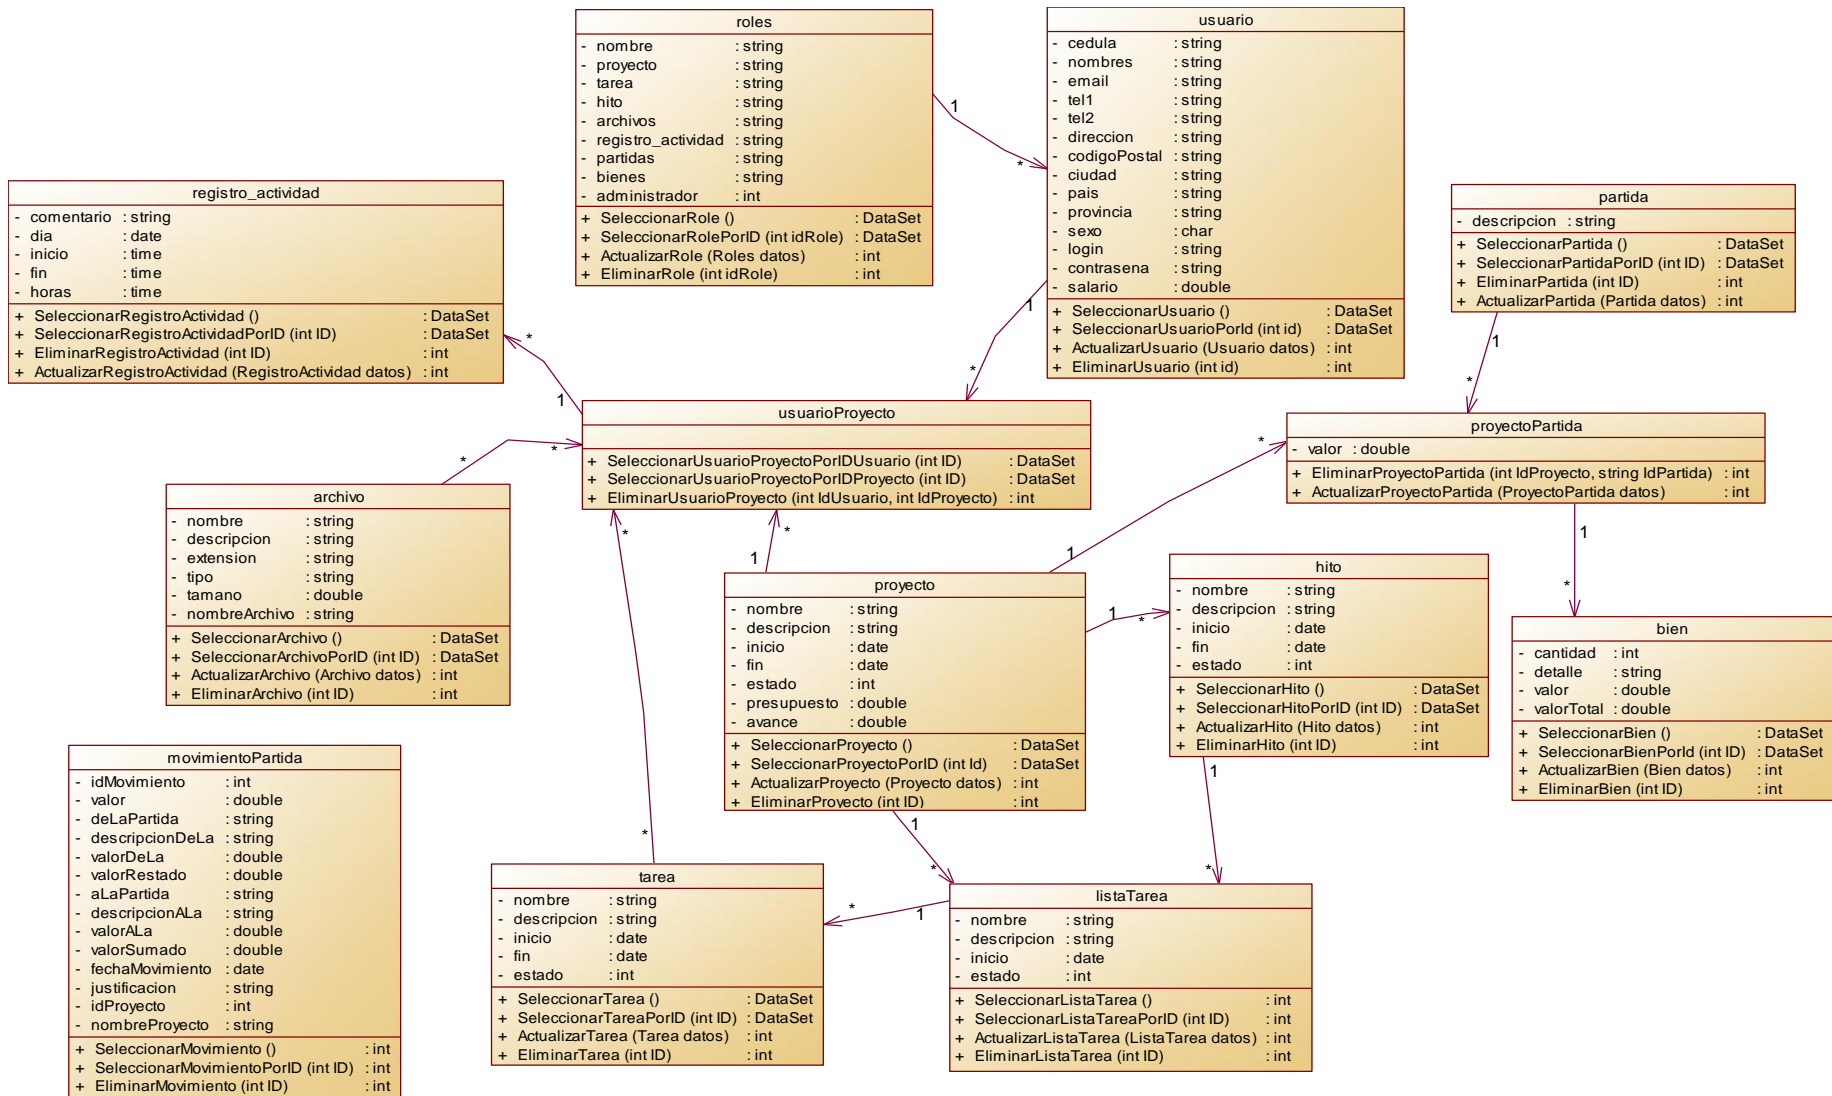 roles
- nombre : string
- proyecto : string
- tarea : string
- hito : string
- archivos : string
- registro_actividad : string
- partidas : string
- bienes : string
- administrador : int
+ SeleccionarRole () : DataSet
+ SeleccionarRolePorID (int idRole) : DataSet
+ ActualizarRole (Roles datos) : int
+ EliminarRole (int idRole) : int
1
*
usuario
- cedula : string
- nombres : string
- email : string
- tel1 : string
- tel2 : string
- direccion : string
- codigoPostal : string
- ciudad : string
- pais : string
- provincia : string
- sexo : char
- login : string
- contrasena : string
- salario : double
+ SeleccionarUsuario () : DataSet
+ SeleccionarUsuarioPorId (int id) : DataSet
+ ActualizarUsuario (Usuario datos) : int
+ EliminarUsuario (int id) : int
1
*
registro_actividad
- comentario : string
- dia : date
- inicio : time
- fin : time
- horas : time
+ SeleccionarRegistroActividad () : DataSet
+ SeleccionarRegistroActividadPorID (int ID) : DataSet
+ EliminarRegistroActividad (int ID) : int
+ ActualizarRegistroActividad (RegistroActividad datos) : int
*
1
partida
- descripcion : string
+ SeleccionarPartida () : DataSet
+ SeleccionarPartidaPorID (int ID) : DataSet
+ EliminarPartida (int ID) : int
+ ActualizarPartida (Partida datos) : int
1
*
usuarioProyecto
+ SeleccionarUsuarioProyectoPorIDUsuario (int ID) : DataSet
+ SeleccionarUsuarioProyectoPorIDProyecto (int ID) : DataSet
+ EliminarUsuarioProyecto (int IdUsuario, int IdProyecto) : int
*
*
proyectoPartida
- valor : double
+ EliminarProyectoPartida (int IdProyecto, string IdPartida) : int
+ ActualizarProyectoPartida (ProyectoPartida datos) : int
*
1
1
*
archivo
- nombre : string
- descripcion : string
- extension : string
- tipo : string
- tamano : double
- nombreArchivo : string
+ SeleccionarArchivo () : DataSet
+ SeleccionarArchivoPorID (int ID) : DataSet
+ ActualizarArchivo (Archivo datos) : int
+ EliminarArchivo (int ID) : int
*
*
*
1
proyecto
- nombre : string
- descripcion : string
- inicio : date
- fin : date
- estado : int
- presupuesto : double
- avance : double
+ SeleccionarProyecto () : DataSet
+ SeleccionarProyectoPorID (int Id) : DataSet
+ ActualizarProyecto (Proyecto datos) : int
+ EliminarProyecto (int ID) : int
1
*
1
*
hito
- nombre : string
- descripcion : string
- inicio : date
- fin : date
- estado : int
+ SeleccionarHito () : DataSet
+ SeleccionarHitoPorID (int ID) : DataSet
+ ActualizarHito (Hito datos) : int
+ EliminarHito (int ID) : int
1
*
bien
- cantidad : int
- detalle : string
- valor : double
- valorTotal : double
+ SeleccionarBien () : DataSet
+ SeleccionarBienPorId (int ID) : DataSet
+ ActualizarBien (Bien datos) : int
+ EliminarBien (int ID) : int
movimientoPartida
- idMovimiento : int
- valor : double
- deLaPartida : string
- descripcionDeLa : string
- valorDeLa : double
- valorRestado : double
- aLaPartida : string
- descripcionALa : string
- valorALa : double
- valorSumado : double
- fechaMovimiento : date
- justificacion : string
- idProyecto : int
- nombreProyecto : string
+ SeleccionarMovimiento () : int
+ SeleccionarMovimientoPorID (int ID) : int
+ EliminarMovimiento (int ID) : int
tarea
- nombre : string
- descripcion : string
- inicio : date
- fin : date
- estado : int
+ SeleccionarTarea () : DataSet
+ SeleccionarTareaPorID (int ID) : DataSet
+ ActualizarTarea (Tarea datos) : int
+ EliminarTarea (int ID) : int
*
1
listaTarea
- nombre : string
- descripcion : string
- inicio : date
- estado : int
+ SeleccionarListaTarea () : int
+ SeleccionarListaTareaPorID (int ID) : int
+ ActualizarListaTarea (ListaTarea datos) : int
+ EliminarListaTarea (int ID) : int